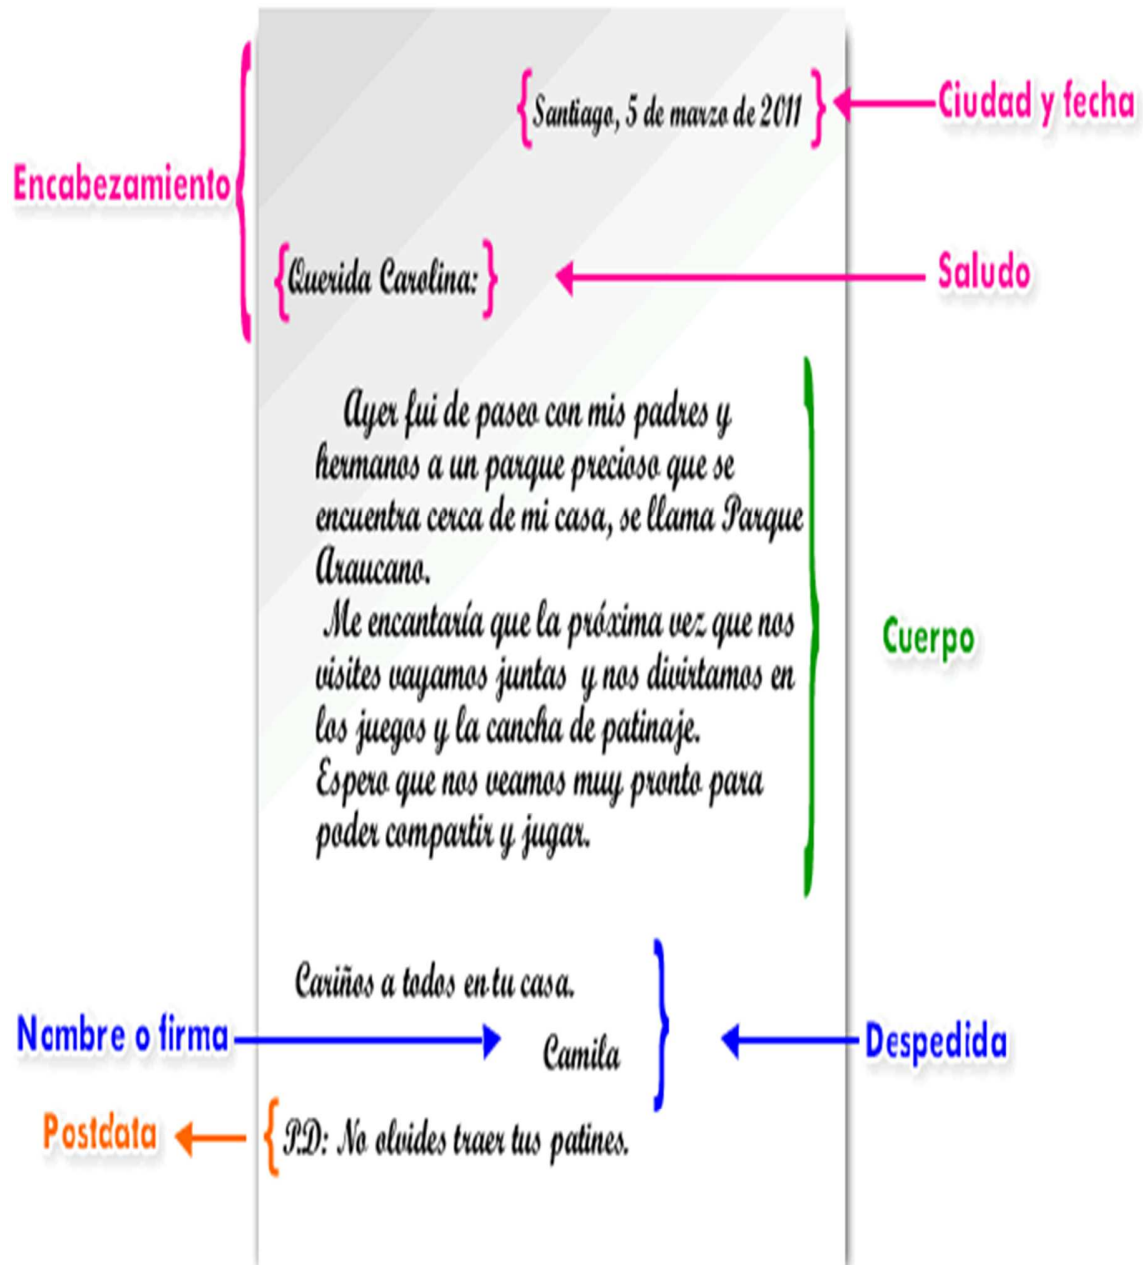 Santiago, 5 de marzo de 2011
Ciudad y fecha
Encabezamiento
Querida Carolina:
Saludo
Ayer fui de paseo con mis padres y
hermanos a un parque precioso que se
encuentra cerca de mi casa, se llama Parque
Araucano.
Me encantaría que la próxima vez que nos
visites vayamos juntas y nos divirtamos en
los juegos y la cancha de patinaje.
Espero que nos veamos muy pronto para
poder compartir y jugar.
Cuerpo
Cariños a todos en tu casa.
Nombre o firma
Camila
Despedida
Postdata
P.D: No olvides traer tus patines.